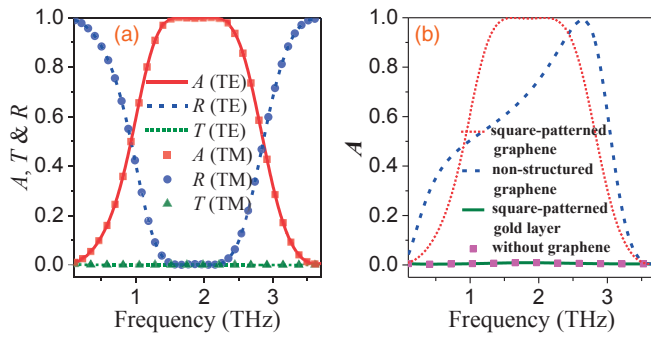 (a)
A, T & R
1.0
0.8
0.6
0.4
0.2
0.0
A (TE)
R (TE)
T (TE)
A (TM)
R (TM)
T (TM)
1
2
3
Frequency (THz)
(b)
A
1.0
0.8
0.6
0.4
0.2
0.0
square-patterned
graphene
non-structured
graphene
square-patterned
gold layer
without graphene
1
2
3
Frequency (THz)